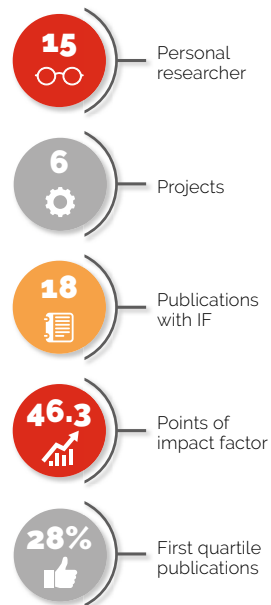 15
Personal
researcher
6
Projects
18
Publications
with IF
46.3
Points of
impact factor
28%
First quartile
publications